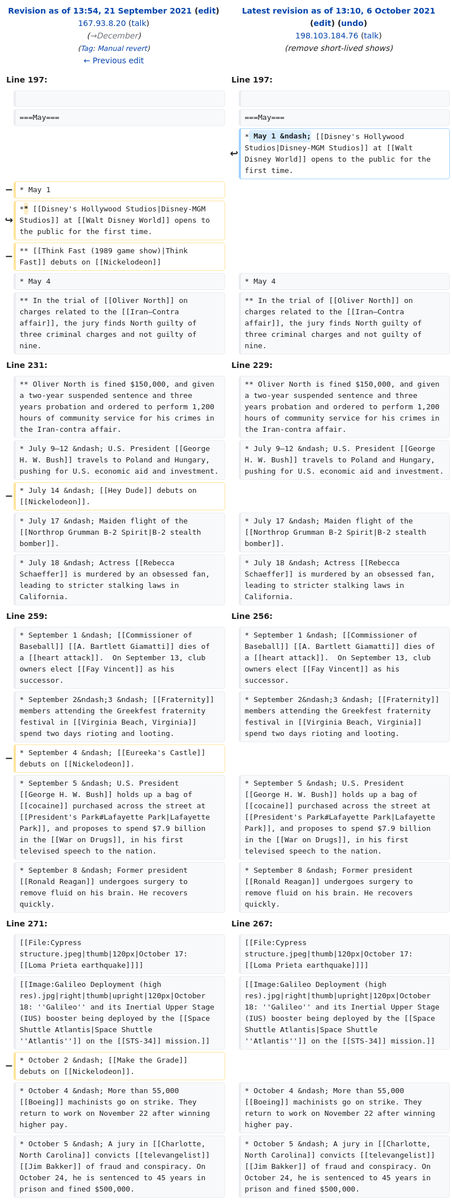 Revision as of 13:54, 21 September 2021 (edit)
167.93.8.20 (talk)
(→December)
(Tag: Manual revert)
← Previous edit
Latest revision as of 13:10, 6 October 2021
(edit) (undo)
198.103.184.76 (talk)
(remove short-lived shows)
Line 197:
Line 197:
===May===
===May===
* May 1 &ndash; [[Disney's Hollywood
Studios|Disney-MGM Studios]] at [[Walt
Disney World]] opens to the public for the
first time.
* May 1
** [[Disney's Hollywood Studios|Disney-MGM
Studios]] at [[Walt Disney World]] opens to
the public for the first time.
** [[Think Fast (1989 game show)|Think
Fast]] debuts on [[Nickelodeon]]
* May 4
* May 4
** In the trial of [[Oliver North]] on
charges related to the [[Iran–Contra
affair]], the jury finds North guilty of
three criminal charges and not guilty of
nine.
** In the trial of [[Oliver North]] on
charges related to the [[Iran–Contra
affair]], the jury finds North guilty of
three criminal charges and not guilty of
nine.
Line 231:
Line 229:
** Oliver North is fined $150,000, and given
a two-year suspended sentence and three
years probation and ordered to perform 1,200
hours of community service for his crimes in
the Iran-contra affair.
** Oliver North is fined $150,000, and given
a two-year suspended sentence and three
years probation and ordered to perform 1,200
hours of community service for his crimes in
the Iran-contra affair.
* July 9–12 &ndash; U.S. President [[George
H. W. Bush]] travels to Poland and Hungary,
pushing for U.S. economic aid and investment.
* July 9–12 &ndash; U.S. President [[George
H. W. Bush]] travels to Poland and Hungary,
pushing for U.S. economic aid and investment.
* July 14 &ndash; [[Hey Dude]] debuts on
[[Nickelodeon]].
* July 17 &ndash; Maiden flight of the
[[Northrop Grumman B-2 Spirit|B-2 stealth
bomber]].
* July 17 &ndash; Maiden flight of the
[[Northrop Grumman B-2 Spirit|B-2 stealth
bomber]].
* July 18 &ndash; Actress [[Rebecca
Schaeffer]] is murdered by an obsessed fan,
leading to stricter stalking laws in
California.
* July 18 &ndash; Actress [[Rebecca
Schaeffer]] is murdered by an obsessed fan,
leading to stricter stalking laws in
California.
Line 259:
Line 256:
* September 1 &ndash; [[Commissioner of
Baseball]] [[A. Bartlett Giamatti]] dies of
a [[heart attack]].  On September 13, club
owners elect [[Fay Vincent]] as his
successor.
* September 1 &ndash; [[Commissioner of
Baseball]] [[A. Bartlett Giamatti]] dies of
a [[heart attack]].  On September 13, club
owners elect [[Fay Vincent]] as his
successor.
* September 2&ndash;3 &ndash; [[Fraternity]]
members attending the Greekfest fraternity
festival in [[Virginia Beach, Virginia]]
spend two days rioting and looting.
* September 2&ndash;3 &ndash; [[Fraternity]]
members attending the Greekfest fraternity
festival in [[Virginia Beach, Virginia]]
spend two days rioting and looting.
* September 4 &ndash; [[Eureeka's Castle]]
debuts on [[Nickelodeon]].
* September 5 &ndash; U.S. President
[[George H. W. Bush]] holds up a bag of
[[cocaine]] purchased across the street at
[[President's Park#Lafayette Park|Lafayette
Park]], and proposes to spend $7.9 billion
in the [[War on Drugs]], in his first
televised speech to the nation.
* September 5 &ndash; U.S. President
[[George H. W. Bush]] holds up a bag of
[[cocaine]] purchased across the street at
[[President's Park#Lafayette Park|Lafayette
Park]], and proposes to spend $7.9 billion
in the [[War on Drugs]], in his first
televised speech to the nation.
* September 8 &ndash; Former president
[[Ronald Reagan]] undergoes surgery to
remove fluid on his brain. He recovers
quickly.
* September 8 &ndash; Former president
[[Ronald Reagan]] undergoes surgery to
remove fluid on his brain. He recovers
quickly.
Line 271:
Line 267:
[[File:Cypress
structure.jpeg|thumb|120px|October 17:
[[Loma Prieta earthquake]]]]
[[File:Cypress
structure.jpeg|thumb|120px|October 17:
[[Loma Prieta earthquake]]]]
[[Image:Galileo Deployment (high
res).jpg|right|thumb|upright|120px|October
18: ''Galileo'' and its Inertial Upper Stage
(IUS) booster being deployed by the [[Space
Shuttle Atlantis|Space Shuttle
''Atlantis'']] on the [[STS-34]] mission.]]
[[Image:Galileo Deployment (high
res).jpg|right|thumb|upright|120px|October
18: ''Galileo'' and its Inertial Upper Stage
(IUS) booster being deployed by the [[Space
Shuttle Atlantis|Space Shuttle
''Atlantis'']] on the [[STS-34]] mission.]]
* October 2 &ndash; [[Make the Grade]]
debuts on [[Nickelodeon]].
* October 4 &ndash; More than 55,000
[[Boeing]] machinists go on strike. They
return to work on November 22 after winning
higher pay.
* October 4 &ndash; More than 55,000
[[Boeing]] machinists go on strike. They
return to work on November 22 after winning
higher pay.
* October 5 &ndash; A jury in [[Charlotte,
North Carolina]] convicts [[televangelist]]
[[Jim Bakker]] of fraud and conspiracy. On
October 24, he is sentenced to 45 years in
prison and fined $500,000.
* October 5 &ndash; A jury in [[Charlotte,
North Carolina]] convicts [[televangelist]]
[[Jim Bakker]] of fraud and conspiracy. On
October 24, he is sentenced to 45 years in
prison and fined $500,000.